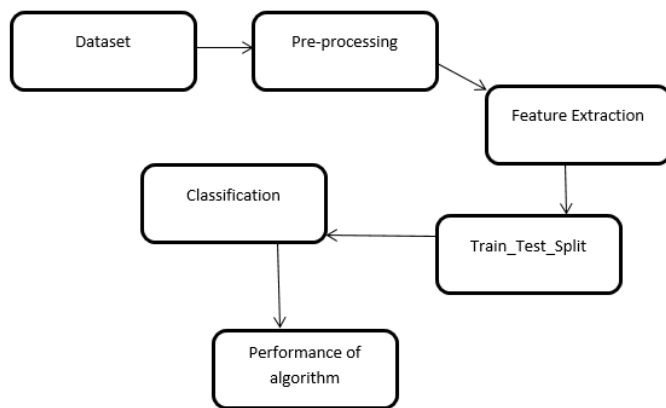 Dataset
Pre-processing
Feature Extraction
Train_Test_Split
Classification
Performance of
algorithm